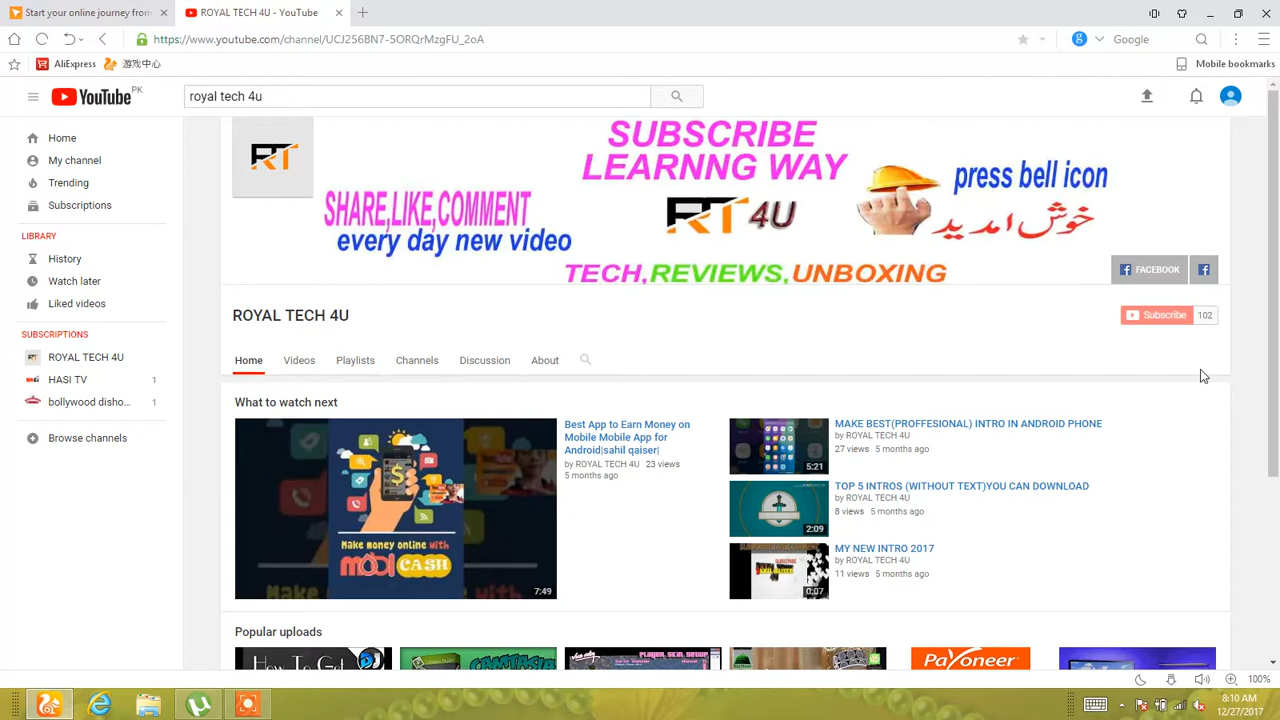 Start your online journey from
ROYAL TECH 4U - YouTube
https://www.youtube.com/channel/UCJ256BN7-5ORQrMzgFU_2oA
Google
AliExpress
游戏中心
Mobile bookmarks
YouTube PK
royal tech 4u
Home
My channel
Trending
Subscriptions
LIBRARY
History
Watch later
Liked videos
SUBSCRIPTIONS
ROYAL TECH 4U
HASI TV 1
bollywood disho... 1
Browse channels
RT
SUBSCRIBE
LEARNNG WAY
SHARE,LIKE,COMMENT
every day new video
RT 4U
press bell icon
خوش امدید
TECH,REVIEWS,UNBOXING
FACEBOOK
ROYAL TECH 4U
Subscribe 102
Home Videos Playlists Channels Discussion About
What to watch next
Make money online with
MOOI CASH
7:49
Best App to Earn Money on
Mobile Mobile App for
Android|sahil qaiser|
by ROYAL TECH 4U 23 views
5 months ago
5:21
MAKE BEST(PROFFESIONAL) INTRO IN ANDROID PHONE
by ROYAL TECH 4U
27 views 5 months ago
2:09
TOP 5 INTROS (WITHOUT TEXT)YOU CAN DOWNLOAD
by ROYAL TECH 4U
8 views 5 months ago
0:07
MY NEW INTRO 2017
by ROYAL TECH 4U
11 views 5 months ago
Popular uploads
How To Get
CAMTASIA
Payoneer
100%
8:10 AM
12/27/2017